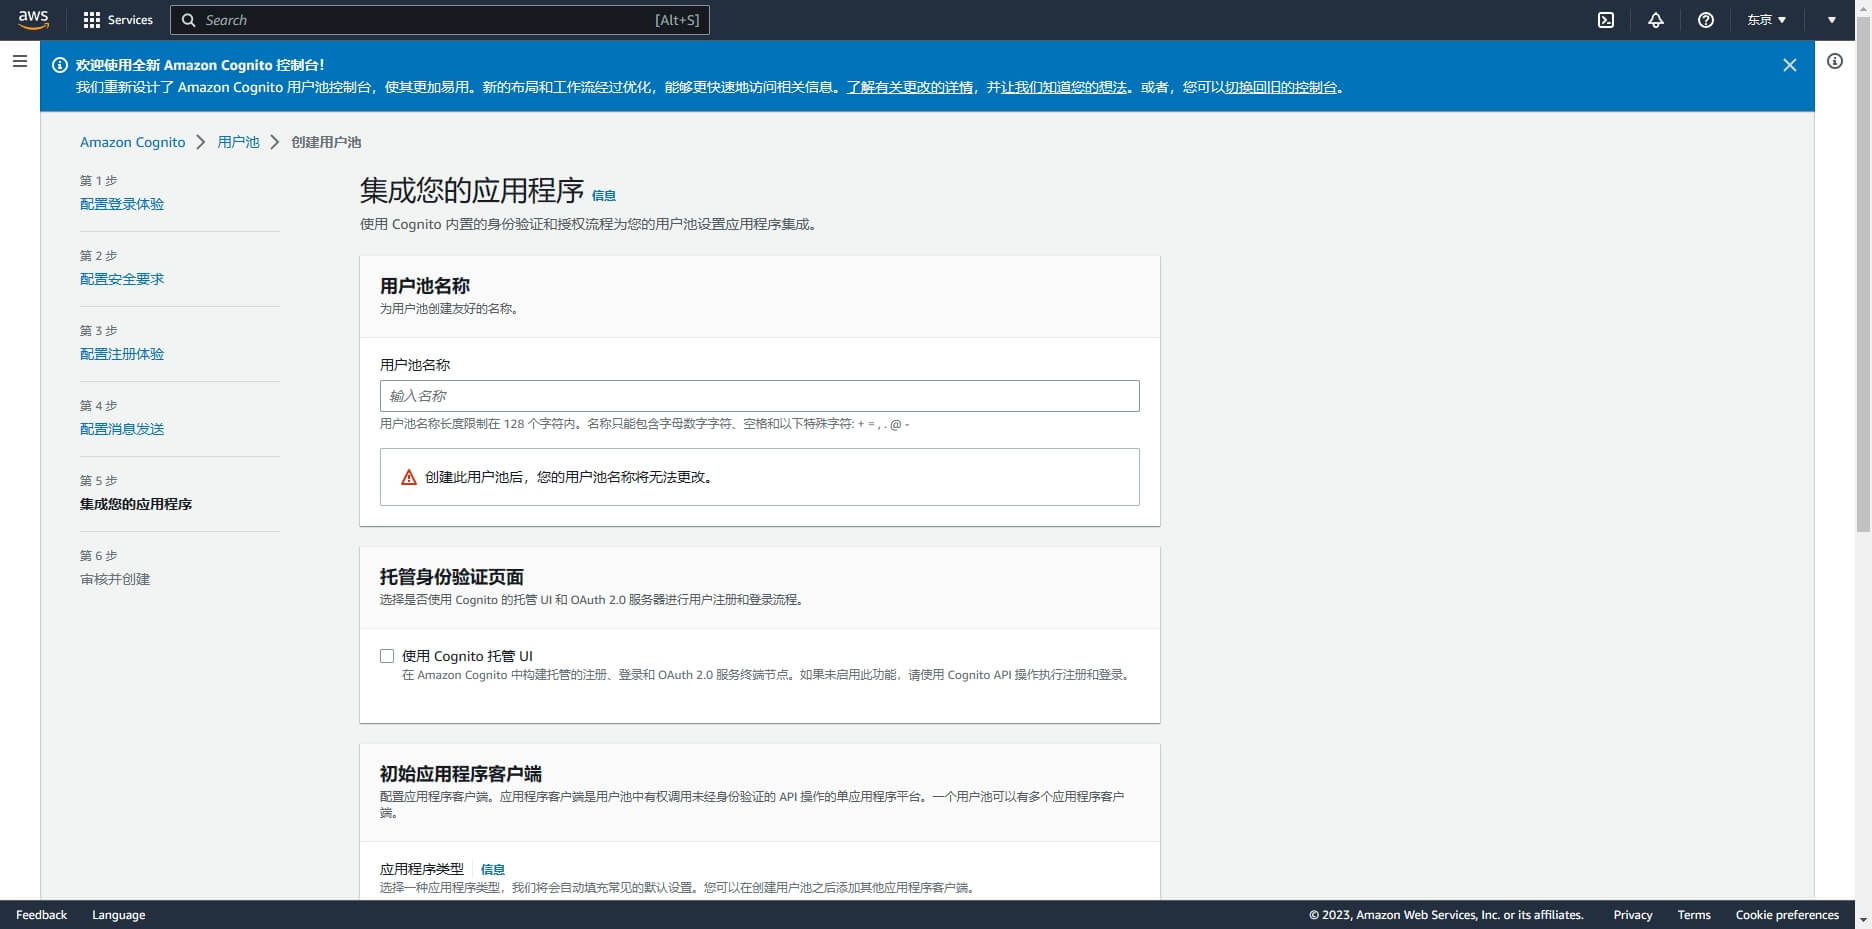 aws
Services
Search
[Alt+S]
东京
欢迎使用全新 Amazon Cognito 控制台!
我们重新设计了 Amazon Cognito 用户池控制台，使其更加易用。新的布局和工作流经过优化，能够更快速地访问相关信息。了解有关更改的详情，并让我们知道您的想法。或者，您可以切换回旧的控制台。
Amazon Cognito
用户池
创建用户池
第 1 步
配置登录体验
第 2 步
配置安全要求
第 3 步
配置注册体验
第 4 步
配置消息发送
第 5 步
集成您的应用程序
第 6 步
审核并创建
集成您的应用程序 信息
使用 Cognito 内置的身份验证和授权流程为您的用户池设置应用程序集成。
用户池名称
为用户池创建友好的名称。
用户池名称
输入名称
用户池名称长度限制在 128 个字符内。名称只能包含字母数字字符、空格和以下特殊字符: + = , . @ -
创建此用户池后，您的用户池名称将无法更改。
托管身份验证页面
选择是否使用 Cognito 的托管 UI 和 OAuth 2.0 服务器进行用户注册和登录流程。
使用 Cognito 托管 UI
在 Amazon Cognito 中构建托管的注册、登录和 OAuth 2.0 服务终端节点。如果未启用此功能，请使用 Cognito API 操作执行注册和登录。
初始应用程序客户端
配置应用程序客户端。应用程序客户端是用户池中有权调用未经身份验证的 API 操作的单应用程序平台。一个用户池可以有多个应用程序客户
端。
应用程序类型 信息
选择一种应用程序类型，我们将会自动填充常见的默认设置。您可以在创建用户池之后添加其他应用程序客户端。
Feedback
Language
© 2023, Amazon Web Services, Inc. or its affiliates.
Privacy
Terms
Cookie preferences